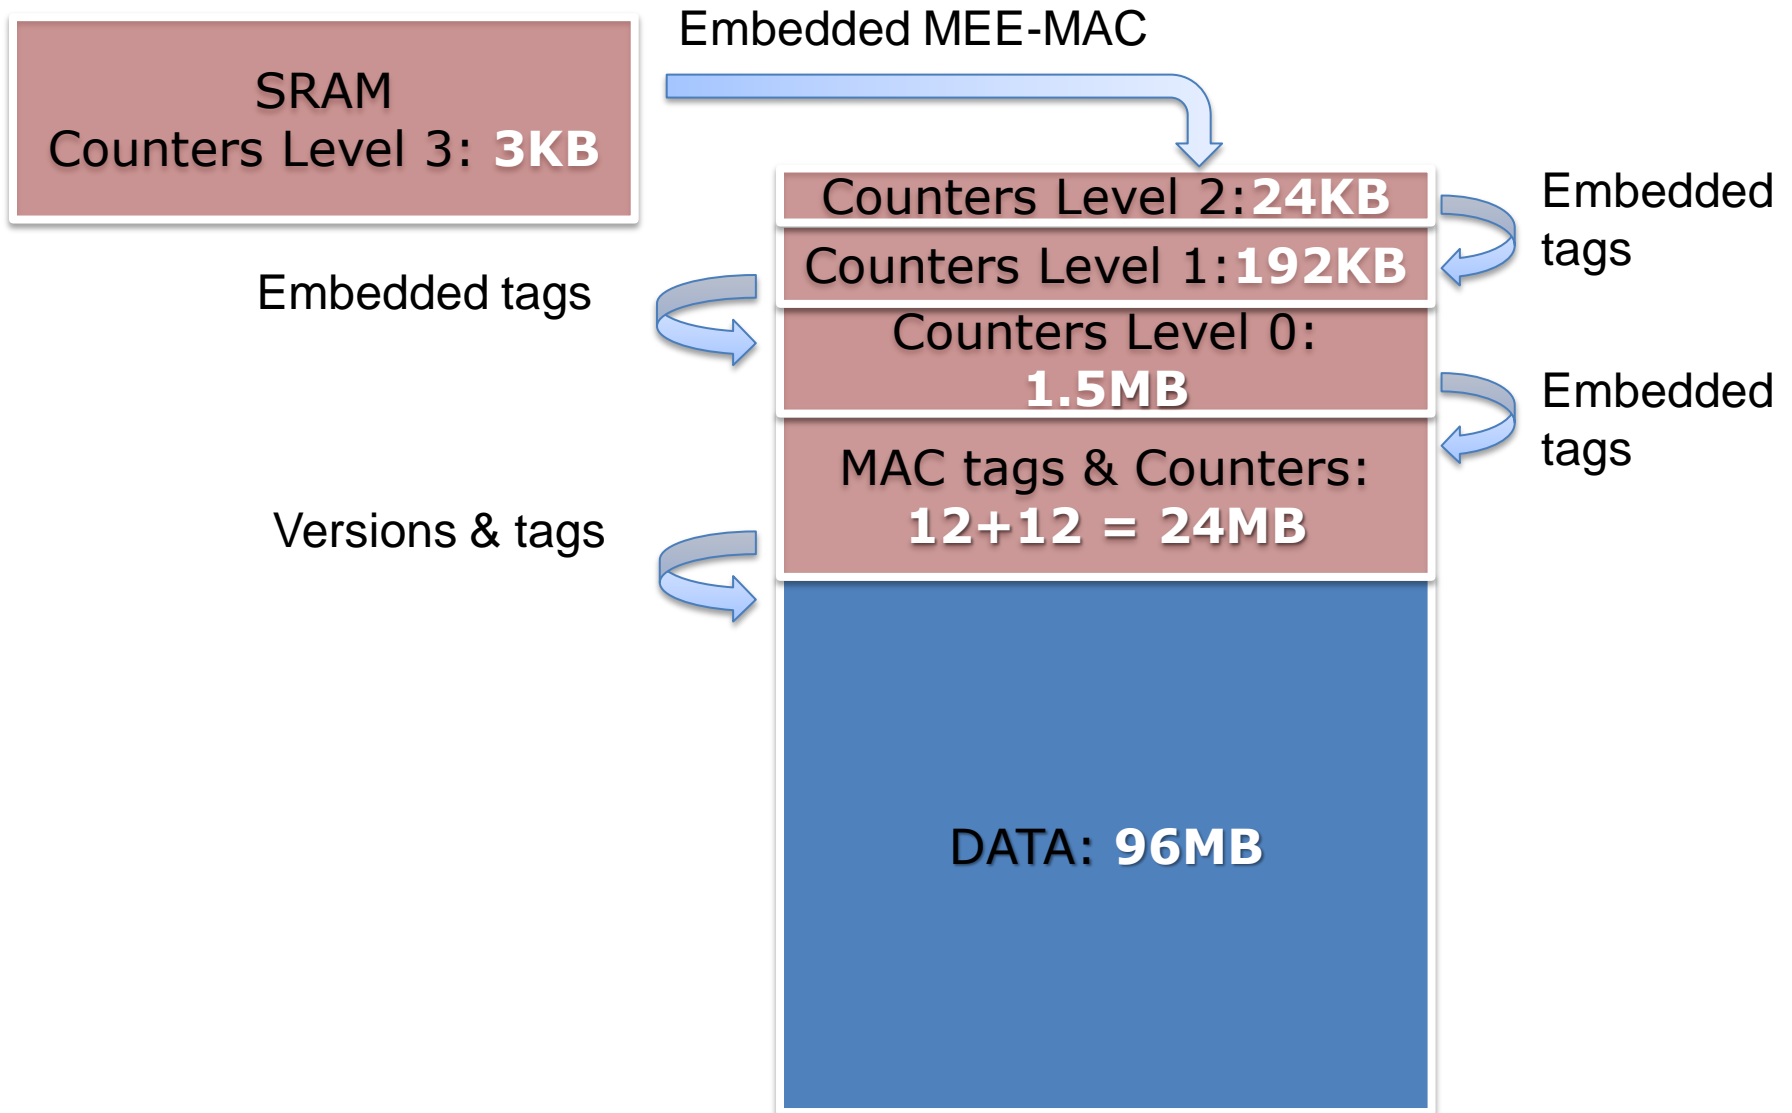 Embedded MEE-MAC
SRAM
Counters Level 3: 3KB
Counters Level 2:24KB
Embedded
tags
Counters Level 1:192KB
Embedded tags
Counters Level 0:
1.5MB
Embedded
tags
MAC tags & Counters:
12+12 = 24MB
Versions & tags
DATA: 96MB